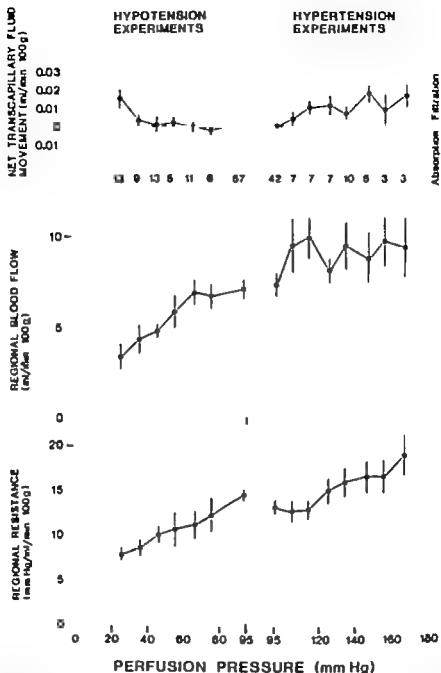 HYPOTENSION EXPERIMENTS
HYPERTENSION EXPERIMENTS
NET TRANSCAPILLARY FLUID
MOVEMENT (ml/min 100g)
0.03
0.02
0.01
0.01
Absorption Filtration
13 9 13 5 11 6 67 42 7 7 7 10 5 3 3
REGIONAL BLOOD FLOW
(ml/min 100g)
10
5
0
REGIONAL RESISTANCE
(mm Hg/ml/min 100g)
20
15
10
5
0 20 40 60 80 95 95 120 140 160 180
PERFUSION PRESSURE (mm Hg)